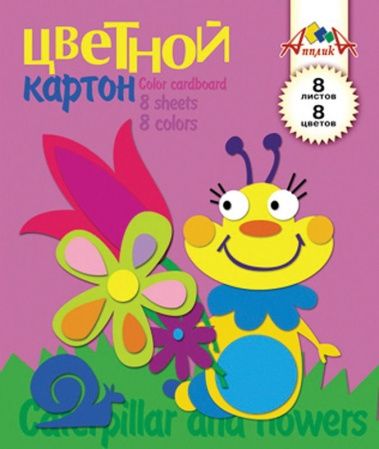 ЦВеТНОЙ
картон
Color cardboard
8 sheets
8 colors
АппликА
8
листов
8
цветов
Caterpillar and flowers